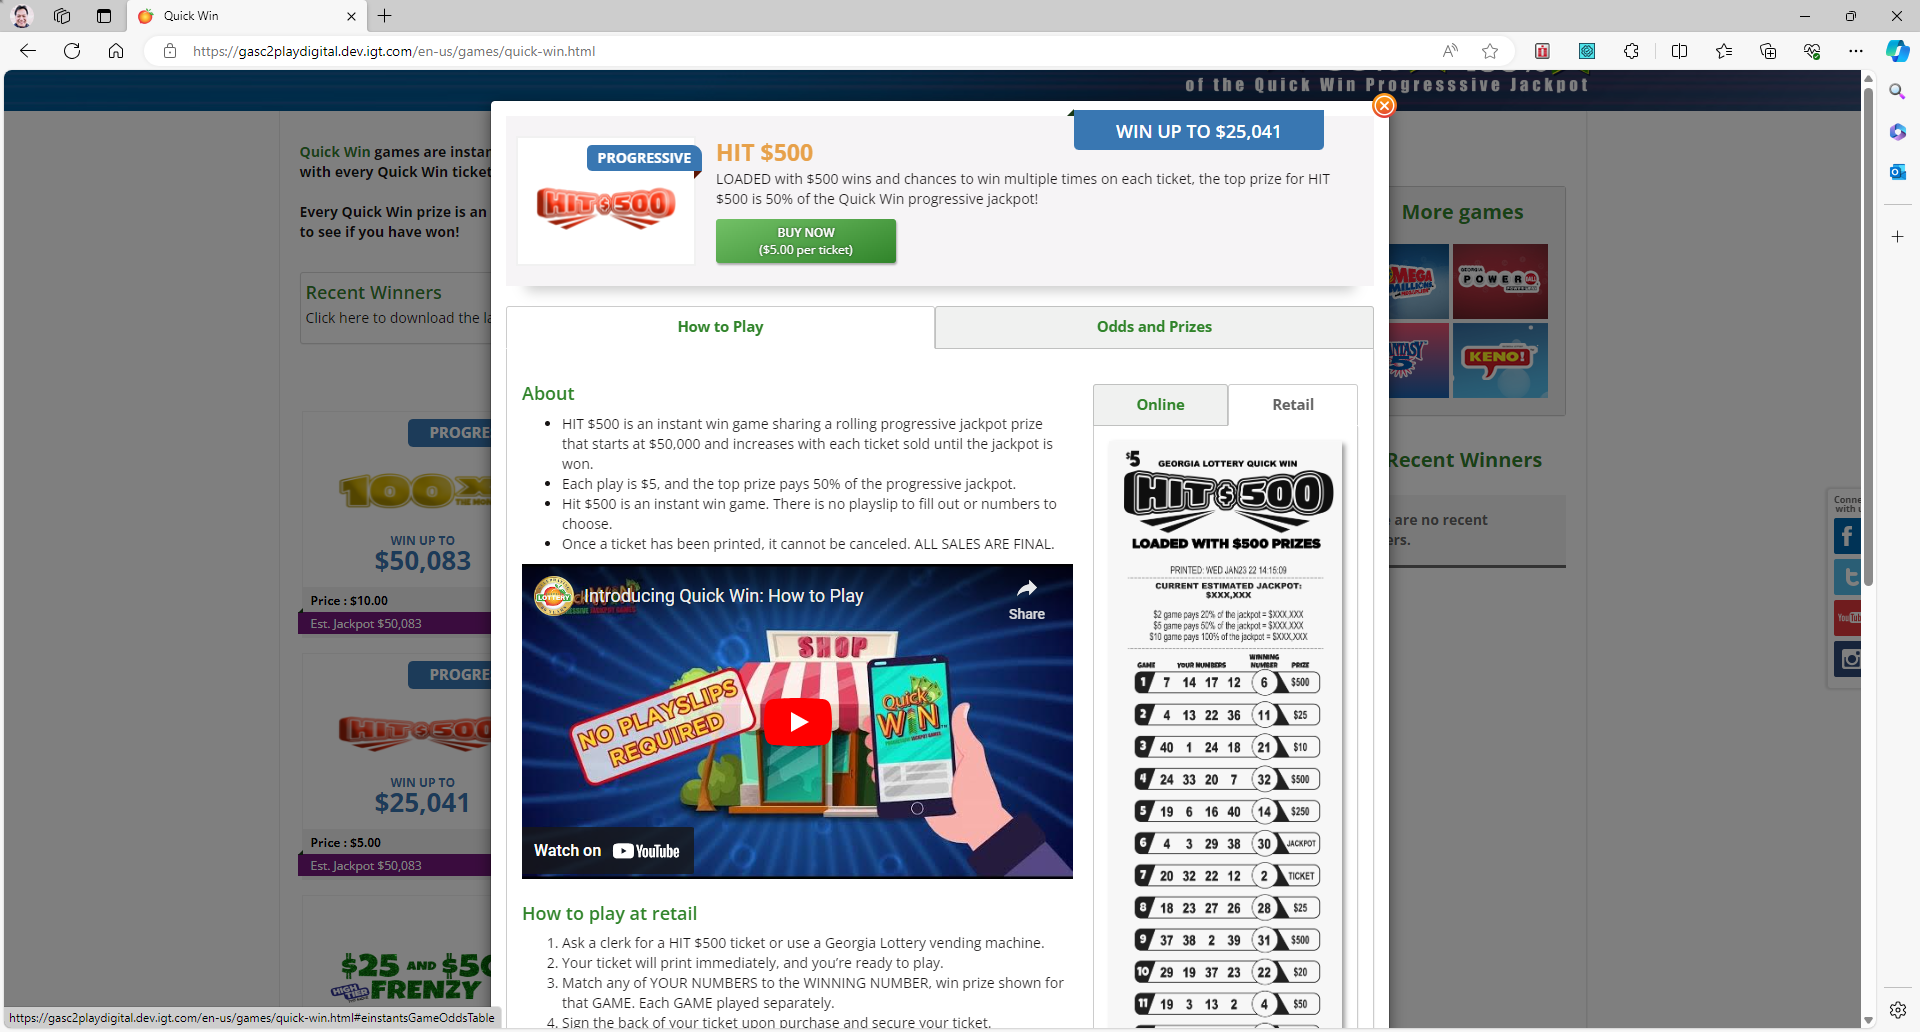 Quick Win
https://gasc2playdigital.dev.igt.com/en-us/games/quick-win.html
of the Quick Win Progresssive Jackpot
Quick Win games are instan
with every Quick Win ticket
Every Quick Win prize is an
to see if you have won!
Recent Winners
Click here to download the la
PROGRE
100X
WIN UP TO
$50,083
Price : $10.00
Est. Jackpot $50,083
PROGRE
HIT $500
WIN UP TO
$25,041
Price : $5.00
Est. Jackpot $50,083
$25 AND $50
HIGH TIER FRENZY
https://gasc2playdigital.dev.igt.com/en-us/games/quick-win.html#einstantsGameOddsTable
WIN UP TO $25,041
PROGRESSIVE
HIT $500
HIT $500
LOADED with $500 wins and chances to win multiple times on each ticket, the top prize for HIT
$500 is 50% of the Quick Win progressive jackpot!
BUY NOW
($5.00 per ticket)
How to Play
Odds and Prizes
About
• HIT $500 is an instant win game sharing a rolling progressive jackpot prize
that starts at $50,000 and increases with each ticket sold until the jackpot is
won.
• Each play is $5, and the top prize pays 50% of the progressive jackpot.
• Hit $500 is an instant win game. There is no playslip to fill out or numbers to
choose.
• Once a ticket has been printed, it cannot be canceled. ALL SALES ARE FINAL.
LOTTERY
Introducing Quick Win: How to Play
Share
SHOP
NO PLAYSLIPS
REQUIRED
Quick
WIN
Watch on YouTube
How to play at retail
1. Ask a clerk for a HIT $500 ticket or use a Georgia Lottery vending machine.
2. Your ticket will print immediately, and you’re ready to play.
3. Match any of YOUR NUMBERS to the WINNING NUMBER, win prize shown for
that GAME. Each GAME played separately.
4. Sign the back of your ticket upon purchase and secure your ticket.
Online
Retail
$5
GEORGIA LOTTERY QUICK WIN
HIT $500
LOADED WITH $500 PRIZES
PRINTED: WED JAN23 22 14:15:09
CURRENT ESTIMATED JACKPOT:
$XXX,XXX
$2 game pays 20% of the jackpot = $XXX,XXX
$5 game pays 50% of the jackpot = $XXX,XXX
$10 game pays 100% of the jackpot = $XXX,XXX
GAME YOUR NUMBERS WINNING NUMBER PRIZE
1 7 14 17 12 6 $500
2 4 13 22 36 11 $25
3 40 1 24 18 21 $10
4 24 33 20 7 32 $500
5 19 6 16 40 14 $250
6 4 3 29 38 30 JACKPOT
7 20 32 22 12 2 TICKET
8 18 23 27 26 28 $25
9 37 38 2 39 31 $500
10 29 19 37 23 22 $20
11 19 3 13 2 4 $50
More games
MEGA
MILLIONS
GEORGIA
POWERBALL
NTASY
5
KENO!
Recent Winners
are no recent
ers.
Conne
with u
YouTub